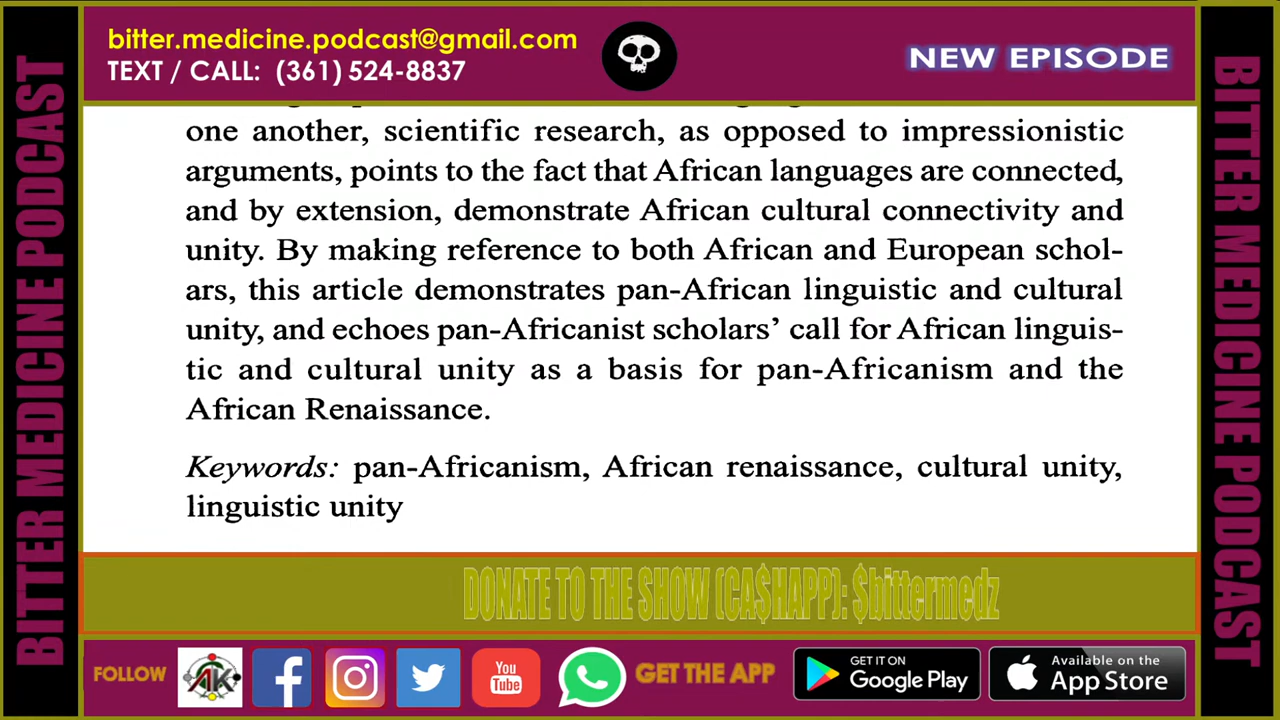 bitter.medicine.podcast@gmail.com
TEXT / CALL: (361) 524-8837
NEW EPISODE
BITTER MEDICINE PODCAST
one another, scientific research, as opposed to impressionistic
arguments, points to the fact that African languages are connected,
and by extension, demonstrate African cultural connectivity and
unity. By making reference to both African and European schol-
ars, this article demonstrates pan-African linguistic and cultural
unity, and echoes pan-Africanist scholars’ call for African linguis-
tic and cultural unity as a basis for pan-Africanism and the
African Renaissance.
Keywords: pan-Africanism, African renaissance, cultural unity,
linguistic unity
BITTER MEDICINE PODCAST
DONATE TO THE SHOW (CA$HAPP): $bittermedz
FOLLOW
ATK
You
Tube
GET THE APP
GET IT ON
Google Play
Available on the
App Store